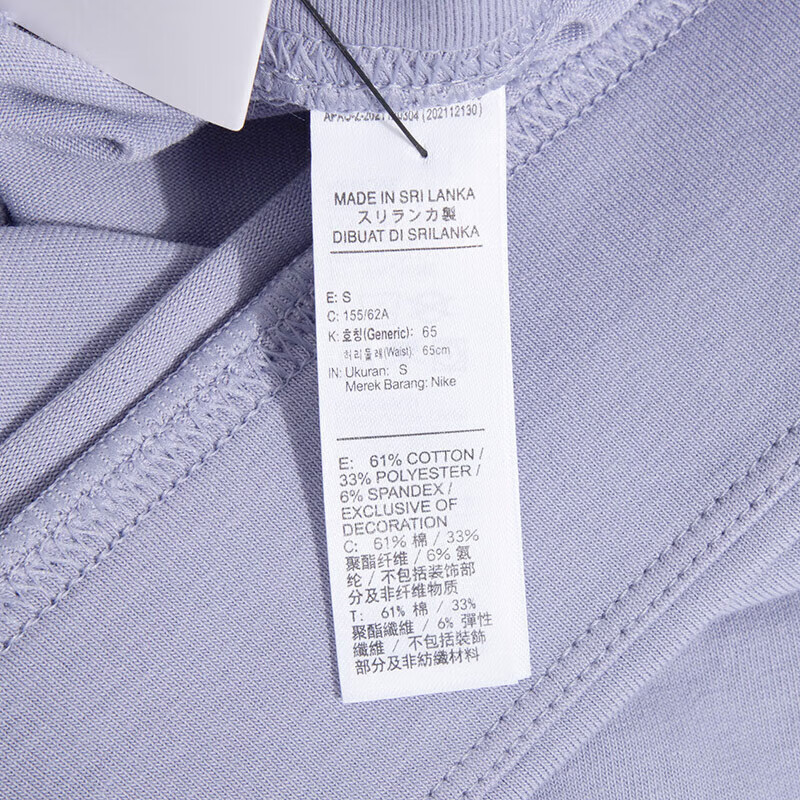 (202112130)
MADE IN SRI LANKA
スリランカ製
DIBUAT DI SRILANKA
E: S
C: 155/62A
K: 호칭(Generic): 65
허리둘레(Waist): 65cm
IN: Ukuran: S
Merek Barang: Nike
E: 61% COTTON /
33% POLYESTER /
6% SPANDEX /
EXCLUSIVE OF
DECORATION
C: 61% 棉 / 33%
聚酯纤维 / 6% 氨
纶 / 不包括装饰部
分及非纤维物质
T: 61% 棉 / 33%
聚酯纖維 / 6% 彈性
纖維 / 不包括裝飾
部分及非紡織材料